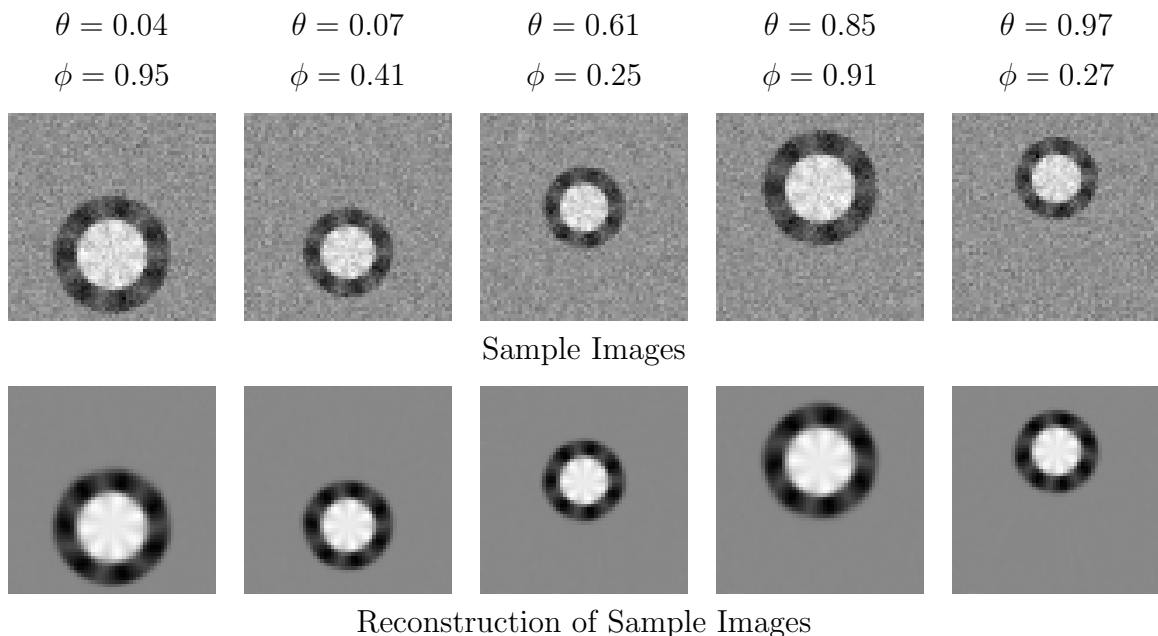 θ = 0.04 θ = 0.07 θ = 0.61 θ = 0.85 θ = 0.97
ϕ = 0.95 ϕ = 0.41 ϕ = 0.25 ϕ = 0.91 ϕ = 0.27
Sample Images
Reconstruction of Sample Images